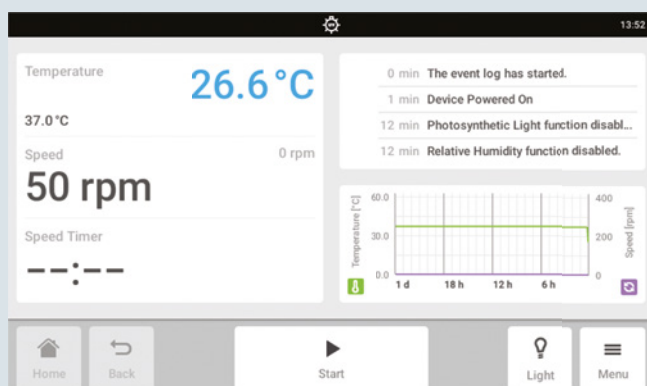 13:52
Temperature
26.6 °C
37.0 °C
Speed
0 rpm
50 rpm
Speed Timer
--:--
0 min The event log has started.
1 min Device Powered On
12 min Photosynthetic Light function disabl...
12 min Relative Humidity function disabled.
Temperature [°C]
60.0
30.0
0.0
400
200
0
Speed [rpm]
1 d 18 h 12 h 6 h
Home
Back
Start
Light
Menu